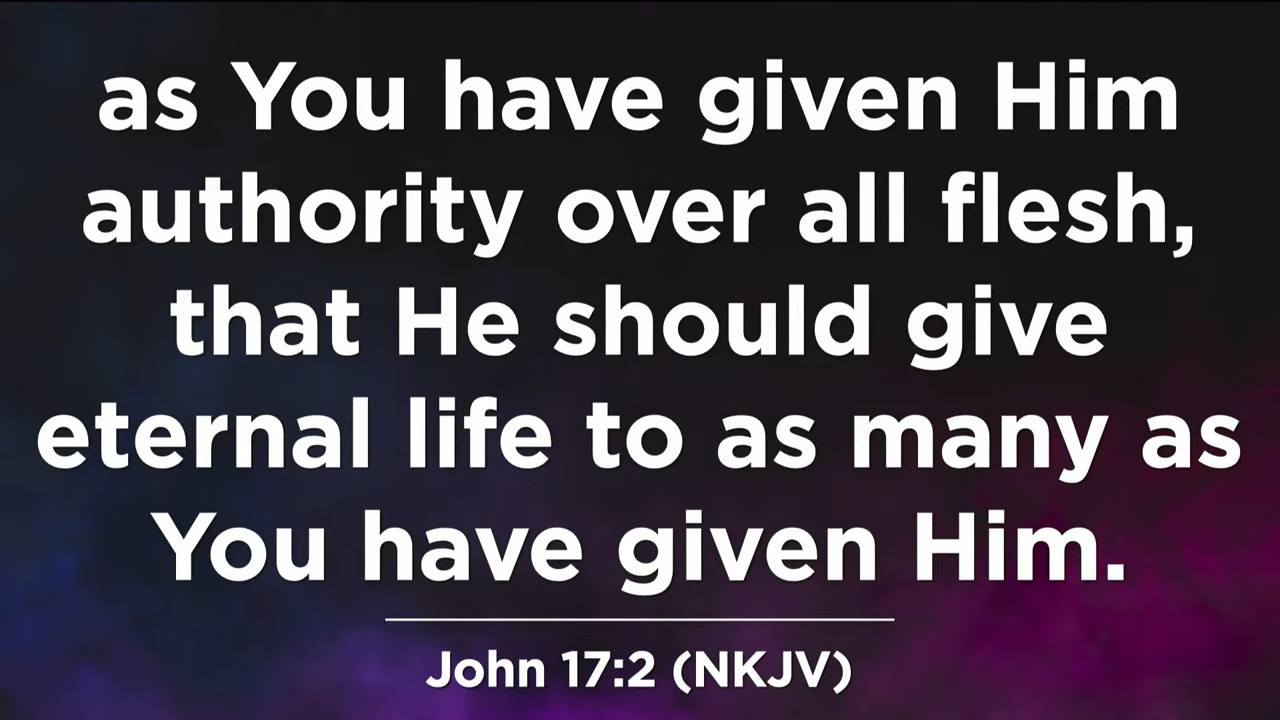 as You have given Him
authority over all flesh,
that He should give
eternal life to as many as
You have given Him.
John 17:2 (NKJV)